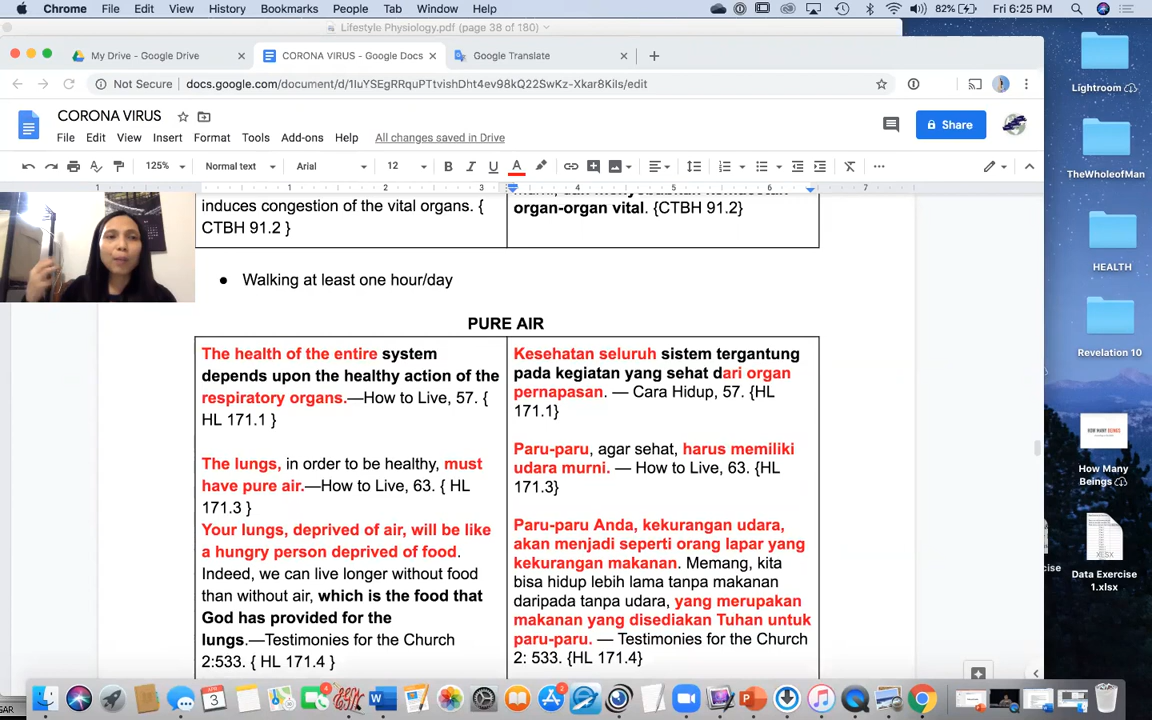 Chrome File Edit View History Bookmarks People Tab Window Help
82% Fri 6:25 PM
Lifestyle Physiology.pdf (page 38 of 180)
My Drive - Google Drive
CORONA VIRUS - Google Docs
Google Translate
Not Secure docs.google.com/document/d/1IuYSEgRRquPTtvishDht4ev98kQ22SwKz-Xkar8Kils/edit
CORONA VIRUS
File Edit View Insert Format Tools Add-ons Help All changes saved in Drive
Share
125% Normal text Arial 12 B I U A
1 1 2 3 4 5 6 7
induces congestion of the vital organs. {
CTBH 91.2 }
organ-organ vital. {CTBH 91.2}
● Walking at least one hour/day
PURE AIR
The health of the entire system
depends upon the healthy action of the
respiratory organs.—How to Live, 57. {
HL 171.1 }
The lungs, in order to be healthy, must
have pure air.—How to Live, 63. { HL
171.3 }
Your lungs, deprived of air, will be like
a hungry person deprived of food.
Indeed, we can live longer without food
than without air, which is the food that
God has provided for the
lungs.—Testimonies for the Church
2:533. { HL 171.4 }
Kesehatan seluruh sistem tergantung
pada kegiatan yang sehat dari organ
pernapasan. — Cara Hidup, 57. {HL
171.1}
Paru-paru, agar sehat, harus memiliki
udara murni. — How to Live, 63. {HL
171.3}
Paru-paru Anda, kekurangan udara,
akan menjadi seperti orang lapar yang
kekurangan makanan. Memang, kita
bisa hidup lebih lama tanpa makanan
daripada tanpa udara, yang merupakan
makanan yang disediakan Tuhan untuk
paru-paru. — Testimonies for the Church
2: 533. {HL 171.4}
Lightroom
TheWholeofMan
HEALTH
Revelation 10
HOW MANY
BEINGS
How Many
Beings
XLSX
Data Exercise
1.xlsx